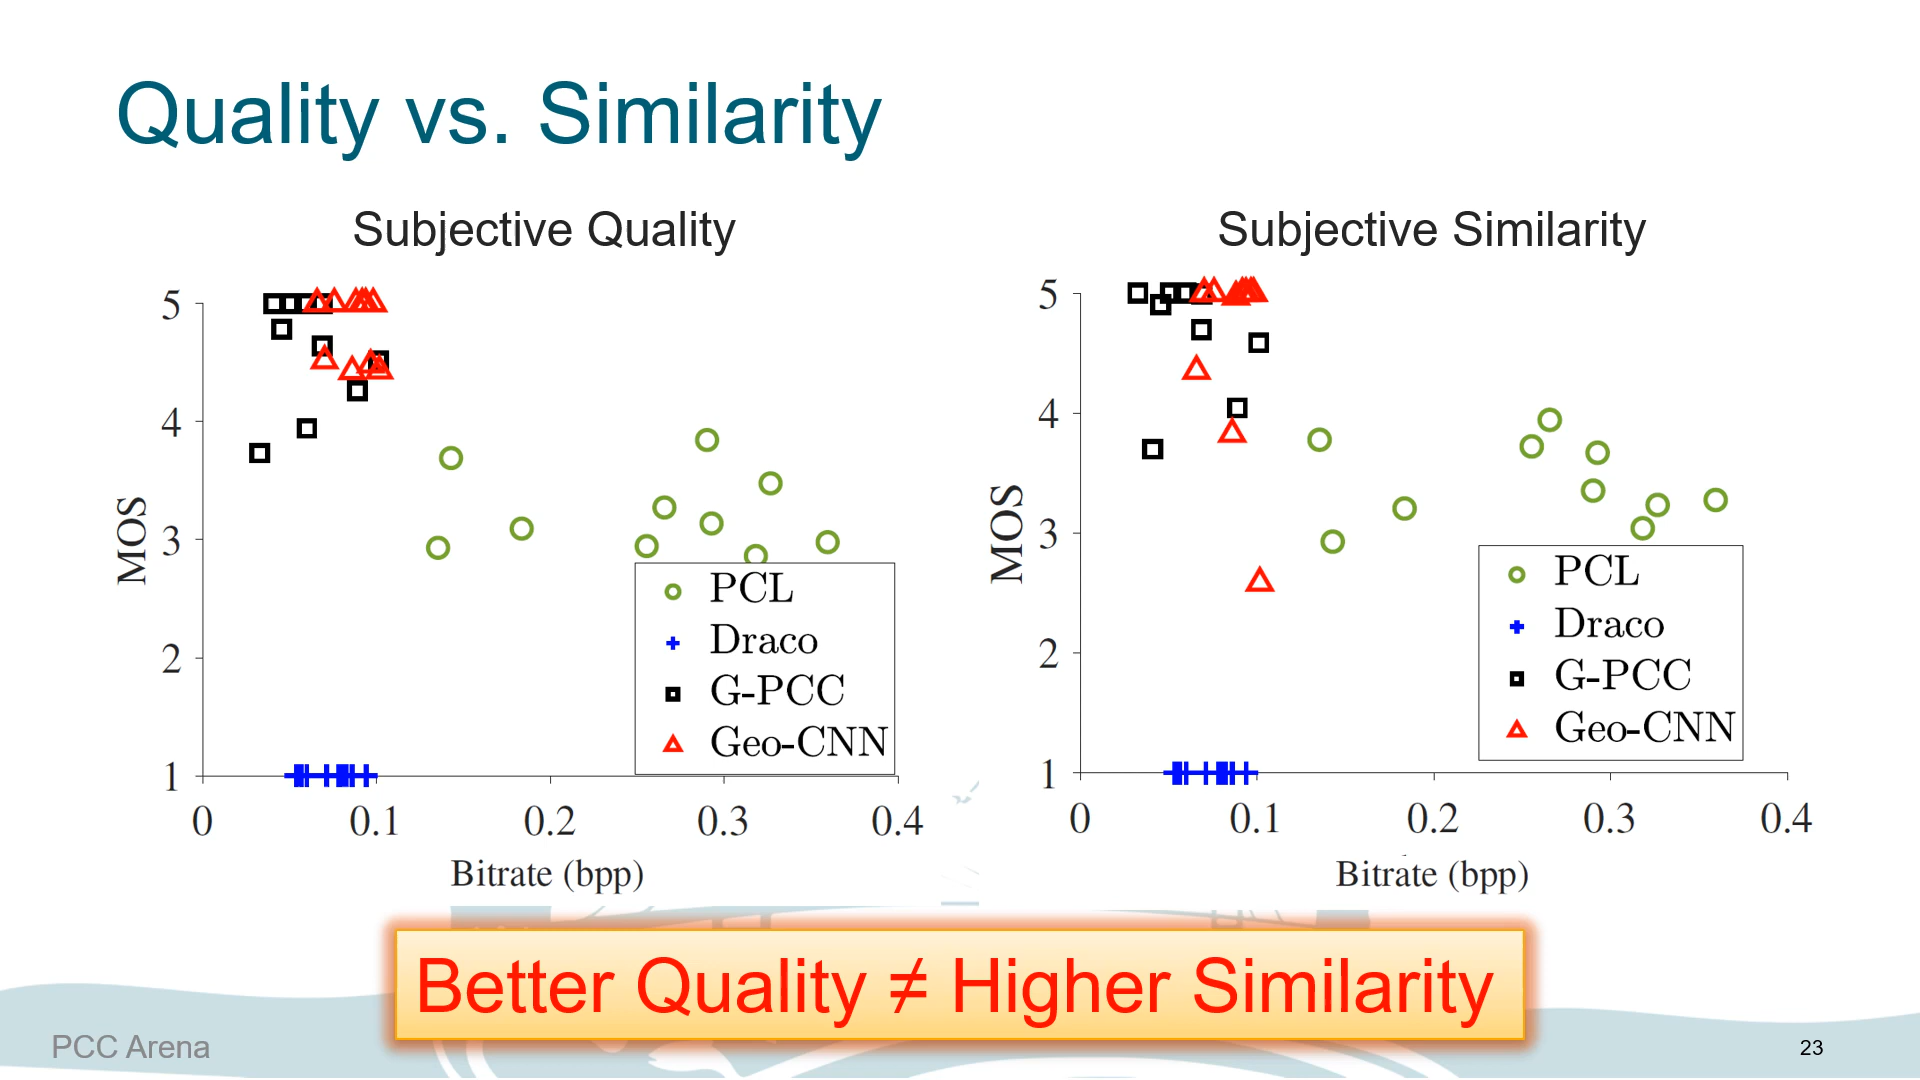 Quality vs. Similarity
Subjective Quality
5
4
3
2
1
MOS
0
0.1
0.2
0.3
0.4
Bitrate (bpp)
PCL
Draco
G-PCC
Geo-CNN
Subjective Similarity
5
4
3
2
1
MOS
0
0.1
0.2
0.3
0.4
Bitrate (bpp)
PCL
Draco
G-PCC
Geo-CNN
Better Quality ≠ Higher Similarity
PCC Arena
23